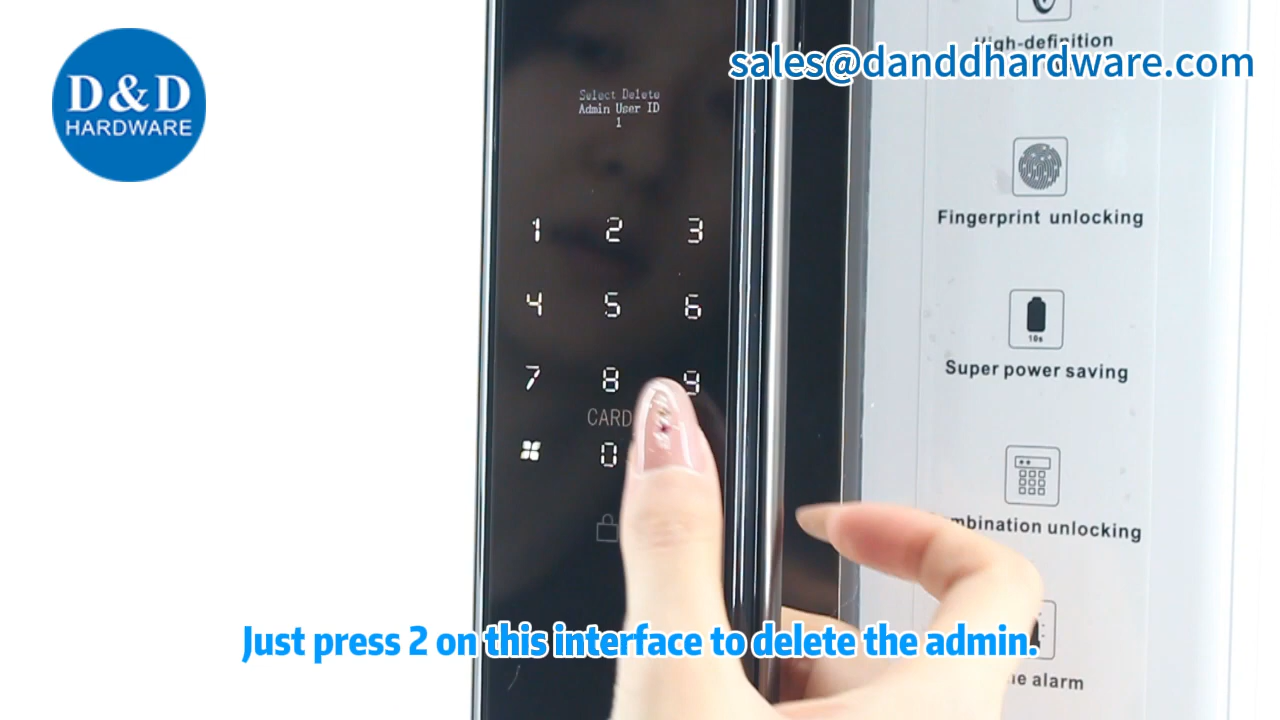 D&D
HARDWARE
sales@danddhardware.com
Select Delete
Admin User ID
1
1 2 3
4 5 6
7 8 9
CARD
0
High-definition
Fingerprint unlocking
10s
Super power saving
unlocking
alarm
Just press 2 on this interface to delete the admin.